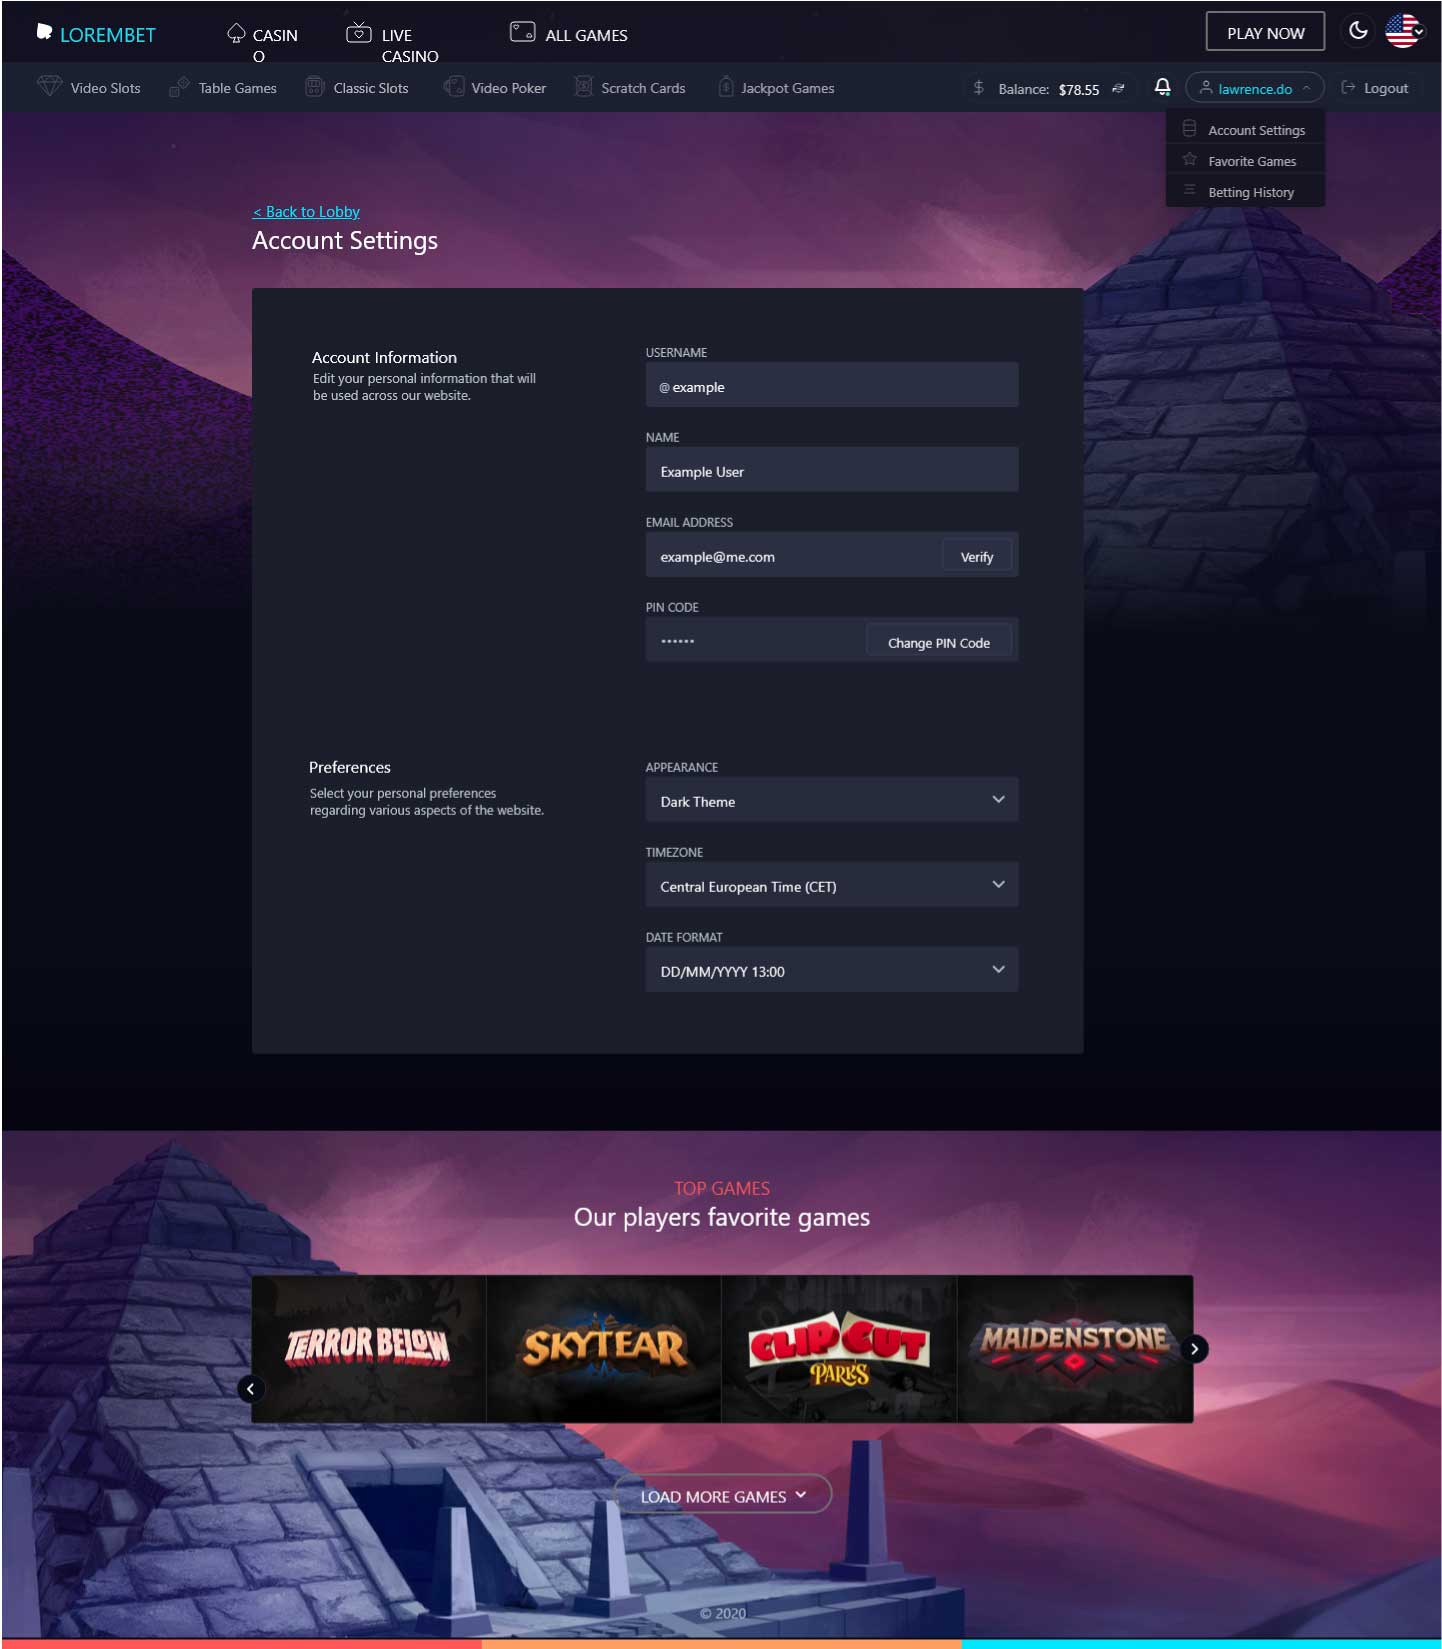 LOREMBET
CASIN
O
LIVE
CASINO
ALL GAMES
PLAY NOW
Video Slots
Table Games
Classic Slots
Video Poker
Scratch Cards
Jackpot Games
$ Balance: $78.55
lawrence.do
Logout
Account Settings
Favorite Games
Betting History
< Back to Lobby
Account Settings
Account Information
Edit your personal information that will
be used across our website.
USERNAME
@ example
NAME
Example User
EMAIL ADDRESS
example@me.com
Verify
PIN CODE
••••••
Change PIN Code
Preferences
Select your personal preferences
regarding various aspects of the website.
APPEARANCE
Dark Theme
TIMEZONE
Central European Time (CET)
DATE FORMAT
DD/MM/YYYY 13:00
TOP GAMES
Our players favorite games
TERROR BELOW
SKYTEAR
CLIP CUT
PARKS
MAIDENSTONE
LOAD MORE GAMES
© 2020